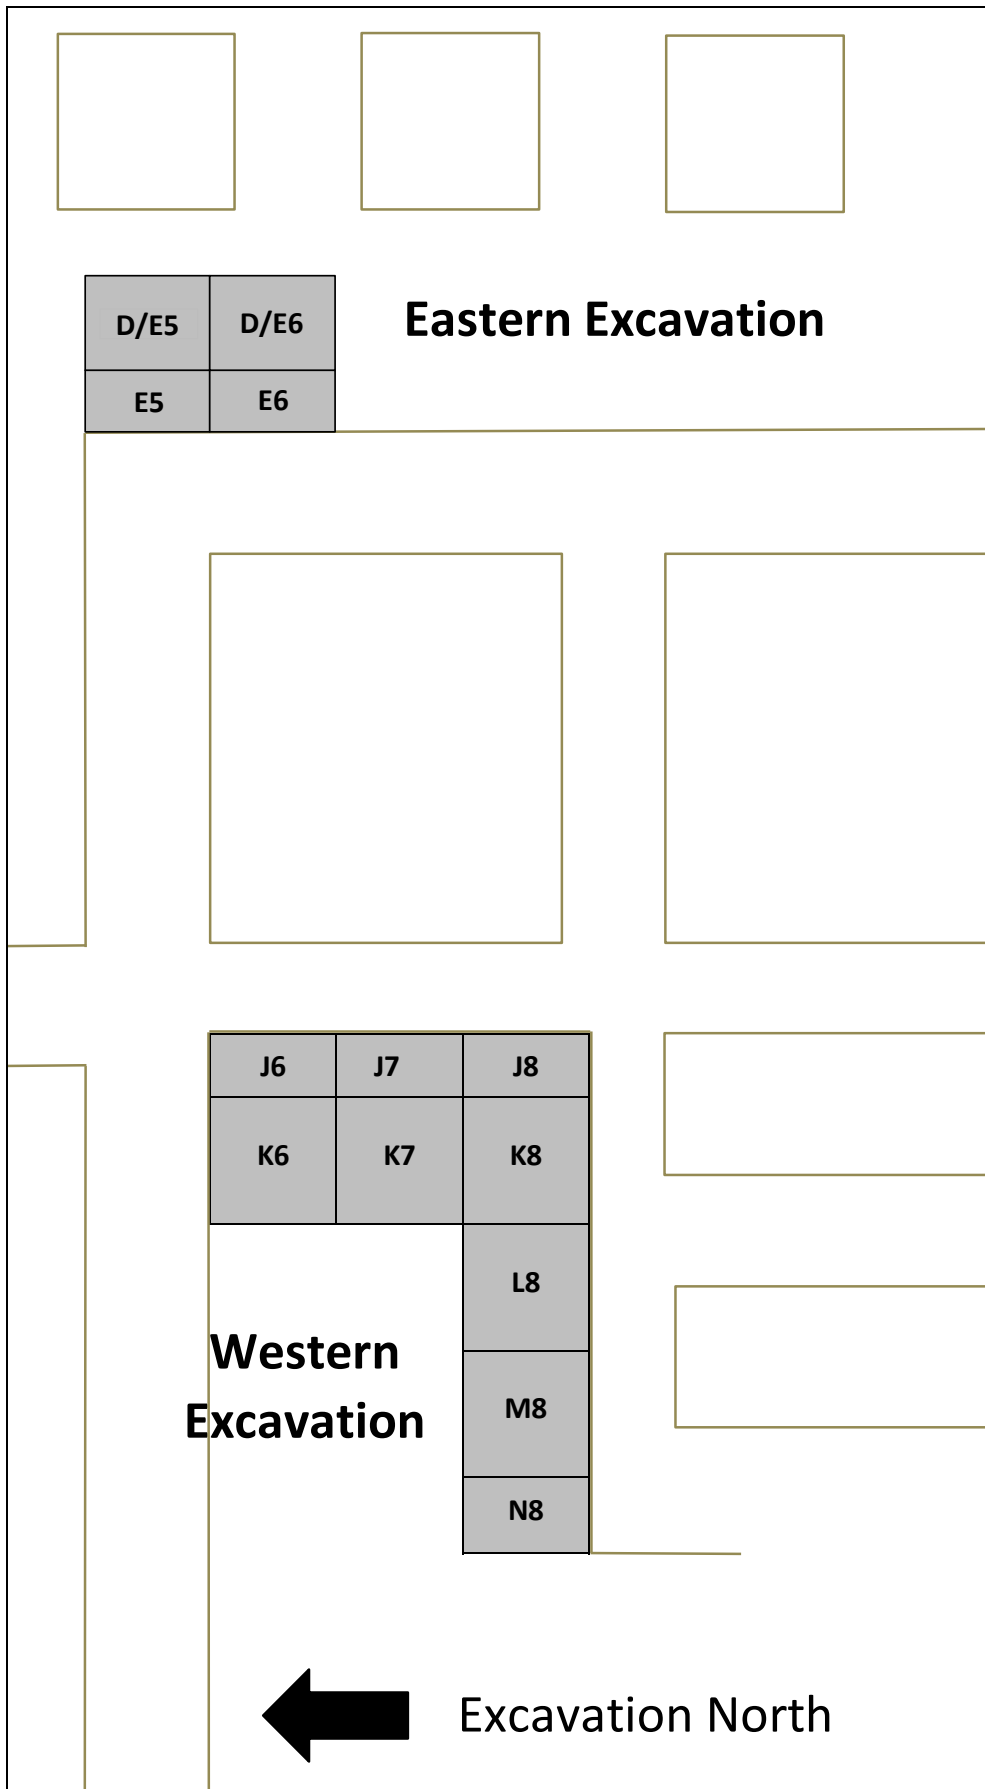 D/E5 D/E6 Eastern Excavation
E5 E6
J6 J7 J8
K6 K7 K8
L8
Western
Excavation
M8
N8
Excavation North